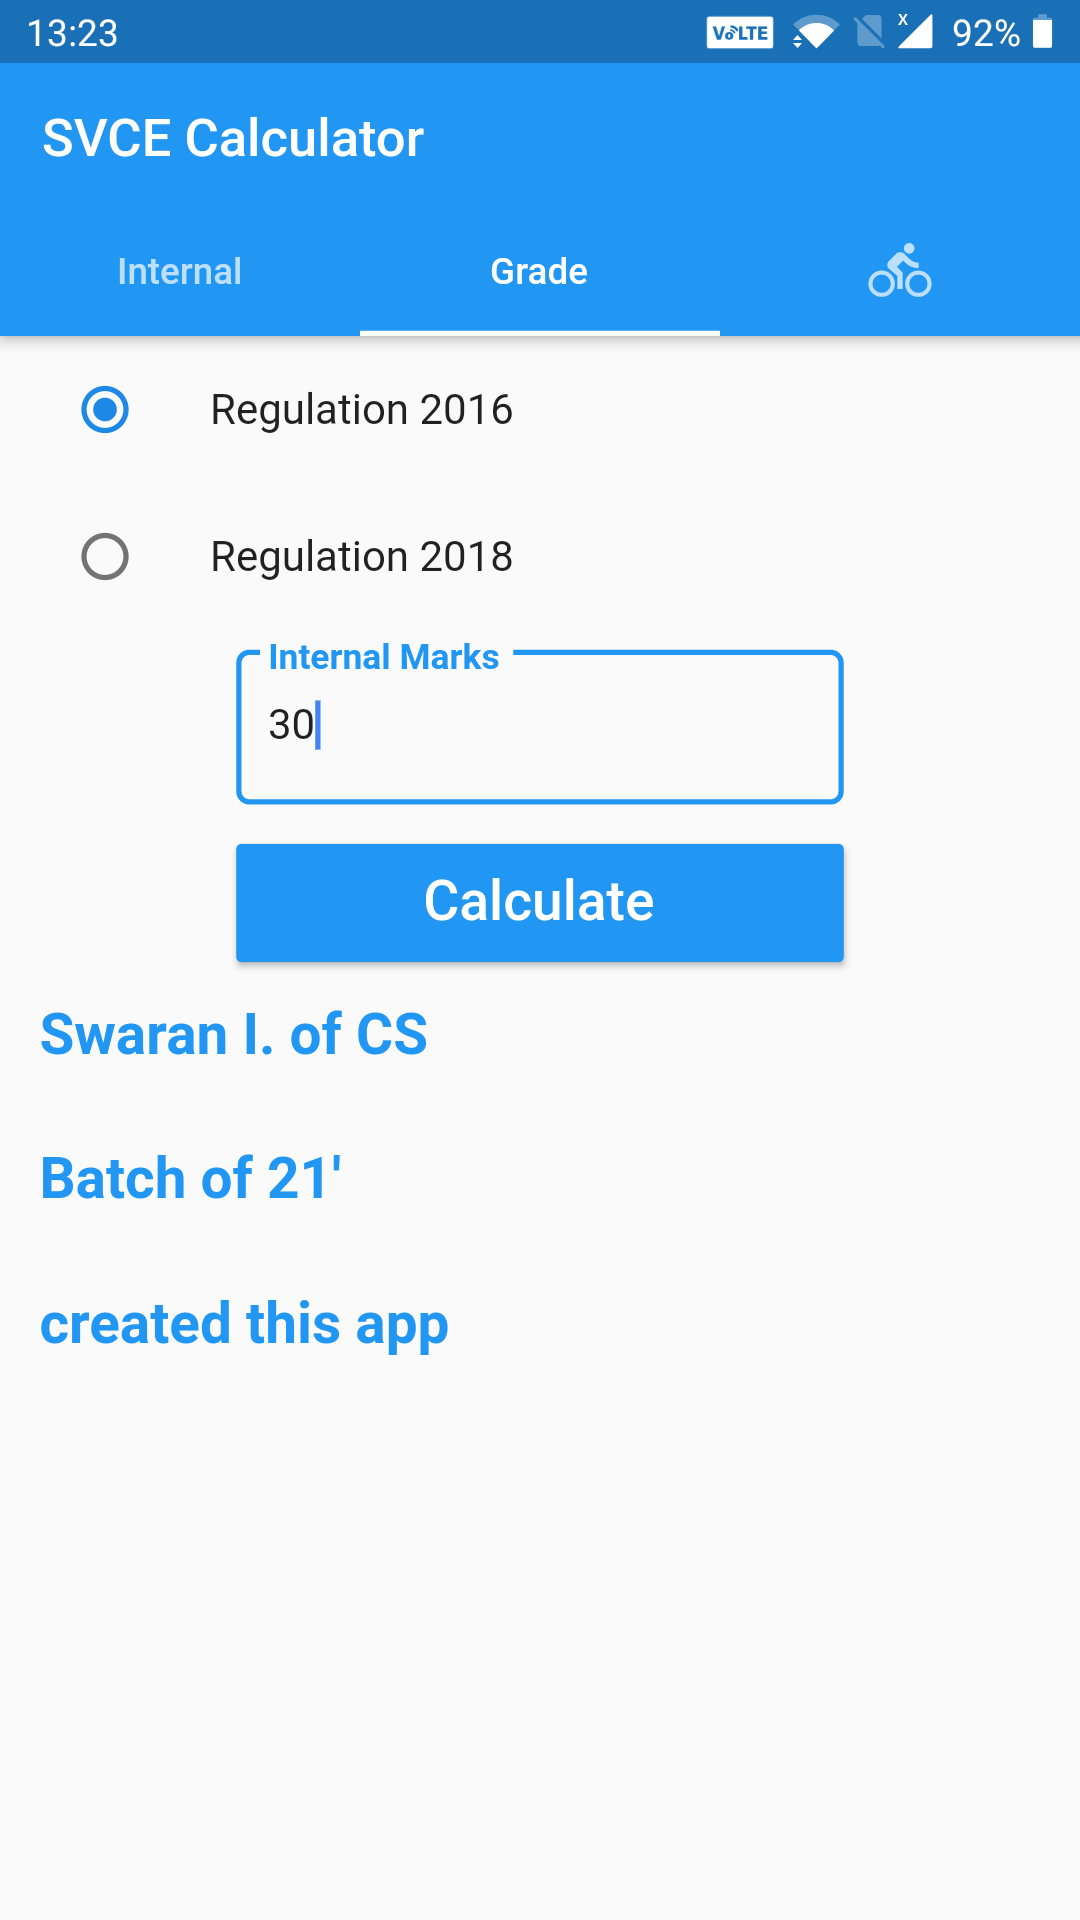 13:23 VoLTE x 92%
SVCE Calculator
Internal Grade
Regulation 2016
Regulation 2018
Internal Marks
30
Calculate
Swaran I. of CS
Batch of 21'
created this app